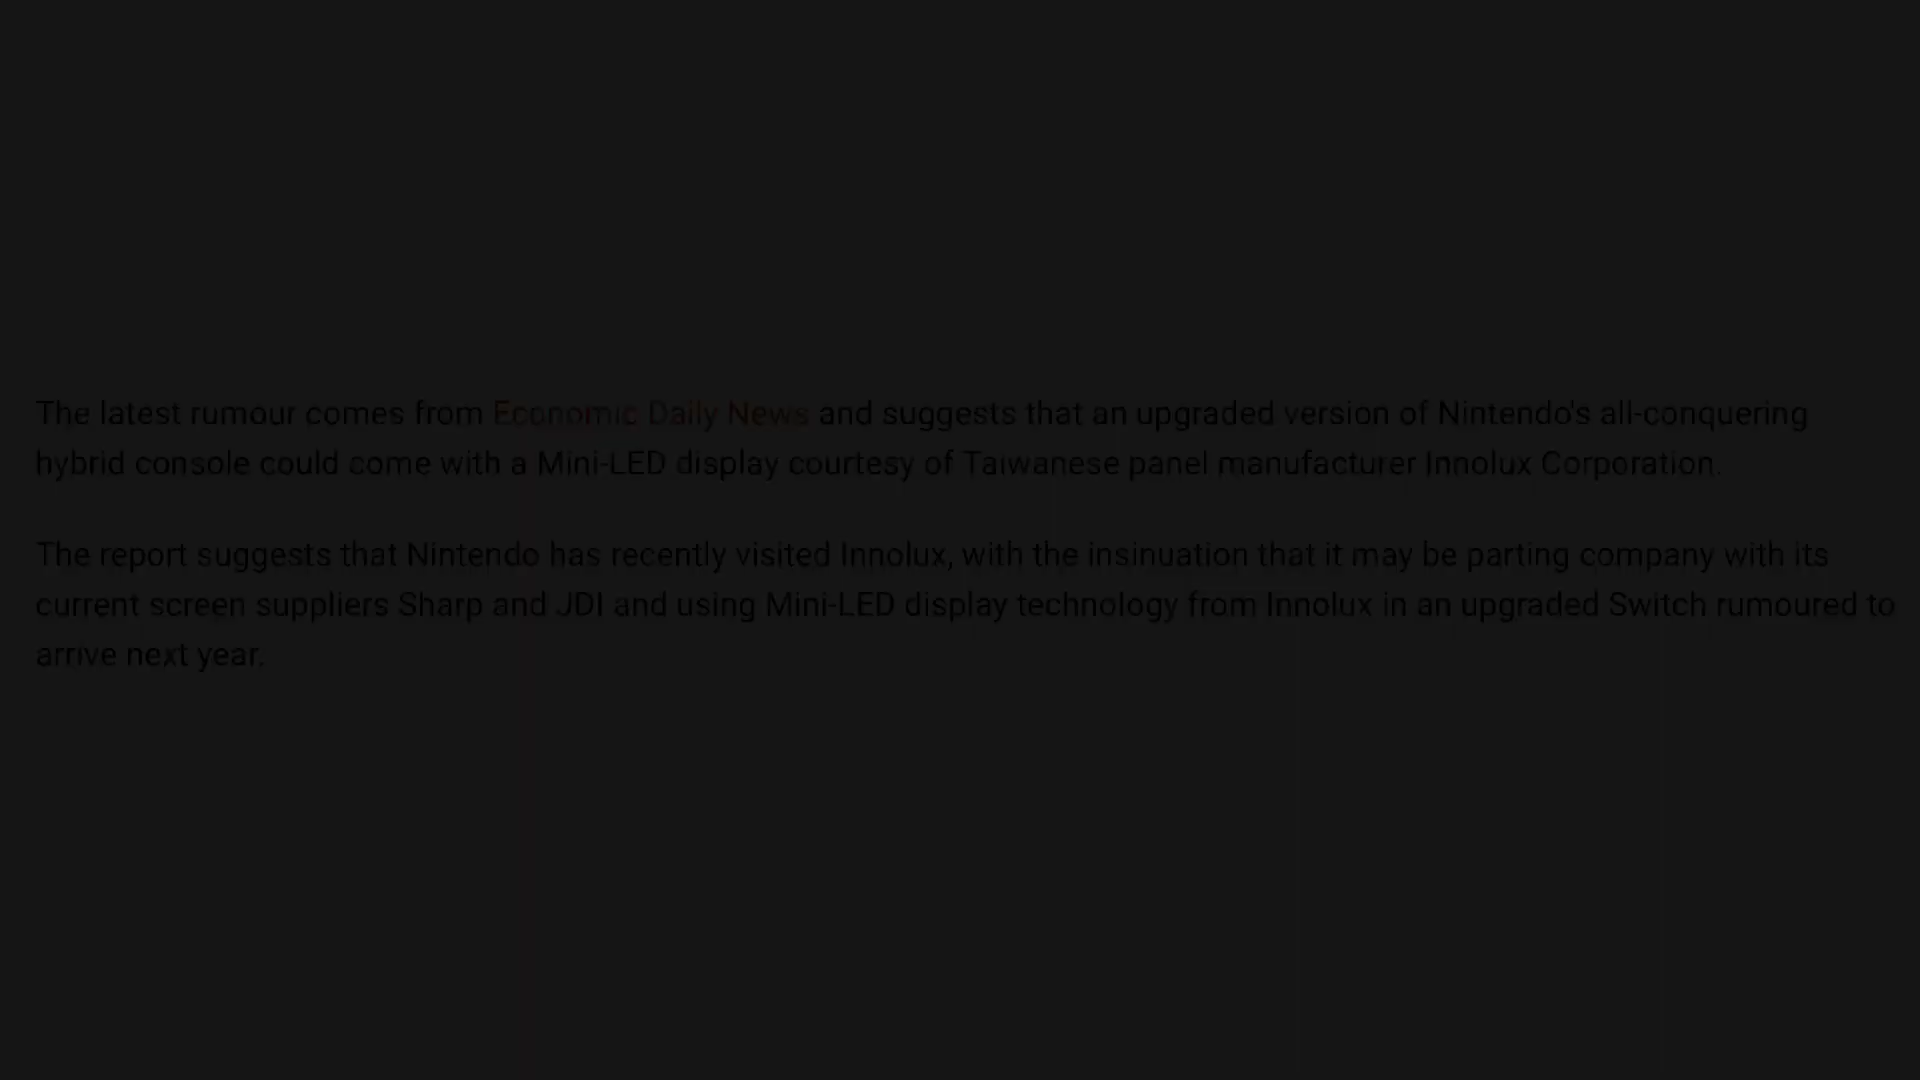 The latest rumour comes from Economic Daily News and suggests that an upgraded version of Nintendo's all-conquering
hybrid console could come with a Mini-LED display courtesy of Taiwanese panel manufacturer Innolux Corporation.
The report suggests that Nintendo has recently visited Innolux, with the insinuation that it may be parting company with its
current screen suppliers Sharp and JDI and using Mini-LED display technology from Innolux in an upgraded Switch rumoured to
arrive next year.